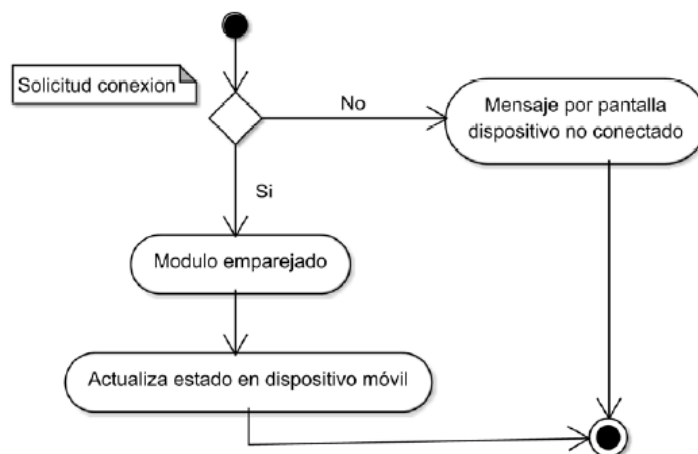 Solicitud conexion
No
Mensaje por pantalla
dispositivo no conectado
Si
Modulo emparejado
Actualiza estado en dispositivo móvil